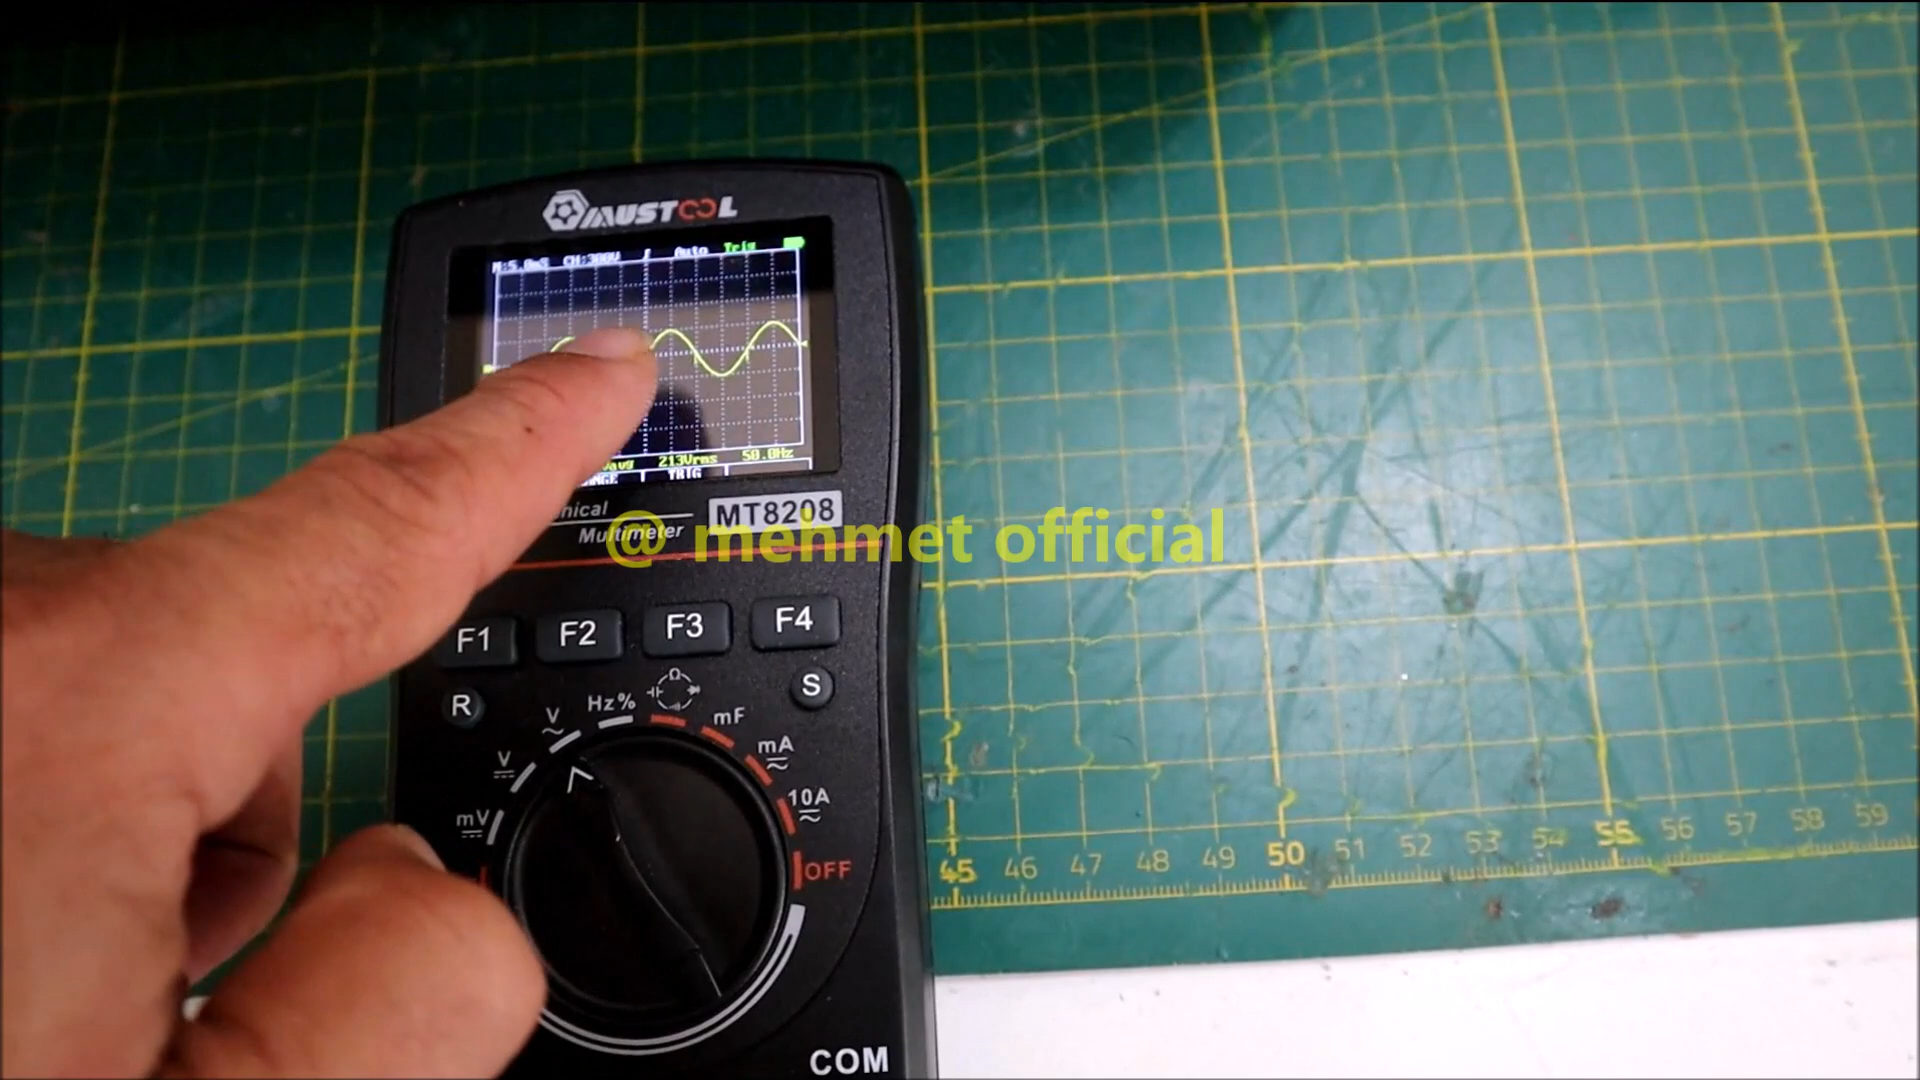 MUSTOOL
M:5.0mS CH:300V Auto Trig
213Vrms 50.0Hz
TRIG
MT8208
Multimeter
@ mehmet official
F1 F2 F3 F4
R S
Hz%
V
mF
V
mA
mV
10A
OFF
COM
45 46 47 48 49 50 51 52 53 54 55 56 57 58 59